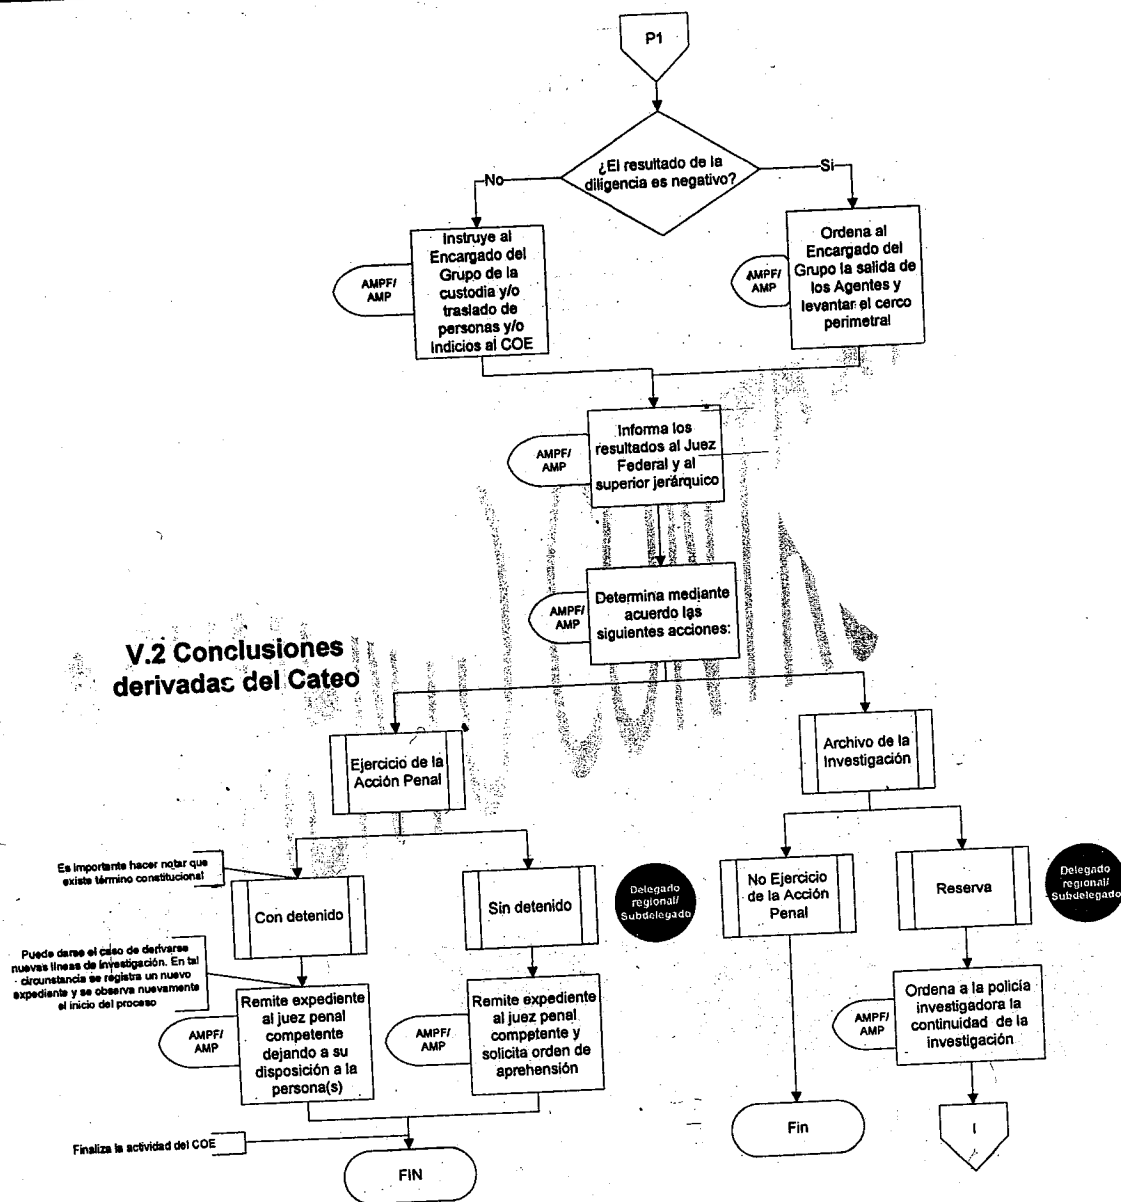 P1
¿El resultado de la
diligencia es negativo?
No
Si
Instruye al
Encargado del
Grupo de la
custodia y/o
traslado de
personas y/o
indicios al COE
AMPF/
AMP
Ordena al
Encargado del
Grupo la salida de
los Agentes y
levantar el cerco
perimetral
AMPF/
AMP
Informa los
resultados al Juez
Federal y al
superior jerárquico
AMPF/
AMP
Determina mediante
acuerdo las
siguientes acciones:
AMPF/
AMP
V.2 Conclusiones
derivadas del Cateo
Ejercicio de la
Acción Penal
Archivo de la
Investigación
Es importante hacer notar que
existe término constitucional
Con detenido
Sin detenido
Delegado
regional/
Subdelegado
No Ejercicio
de la Acción
Penal
Reserva
Delegado
regional/
Subdelegado
Puede darse el caso de derivarse
nuevas líneas de investigación. En tal
circunstancia se registra un nuevo
expediente y se observa nuevamente
el inicio del proceso
Remite expediente
al juez penal
competente
dejando a su
disposición a la
persona(s)
AMPF/
AMP
Remite expediente
al juez penal
competente y
solicita orden de
aprehensión
AMPF/
AMP
Ordena a la policía
investigadora la
continuidad de la
investigación
AMPF/
AMP
Finaliza la actividad del COE
FIN
Fin
I